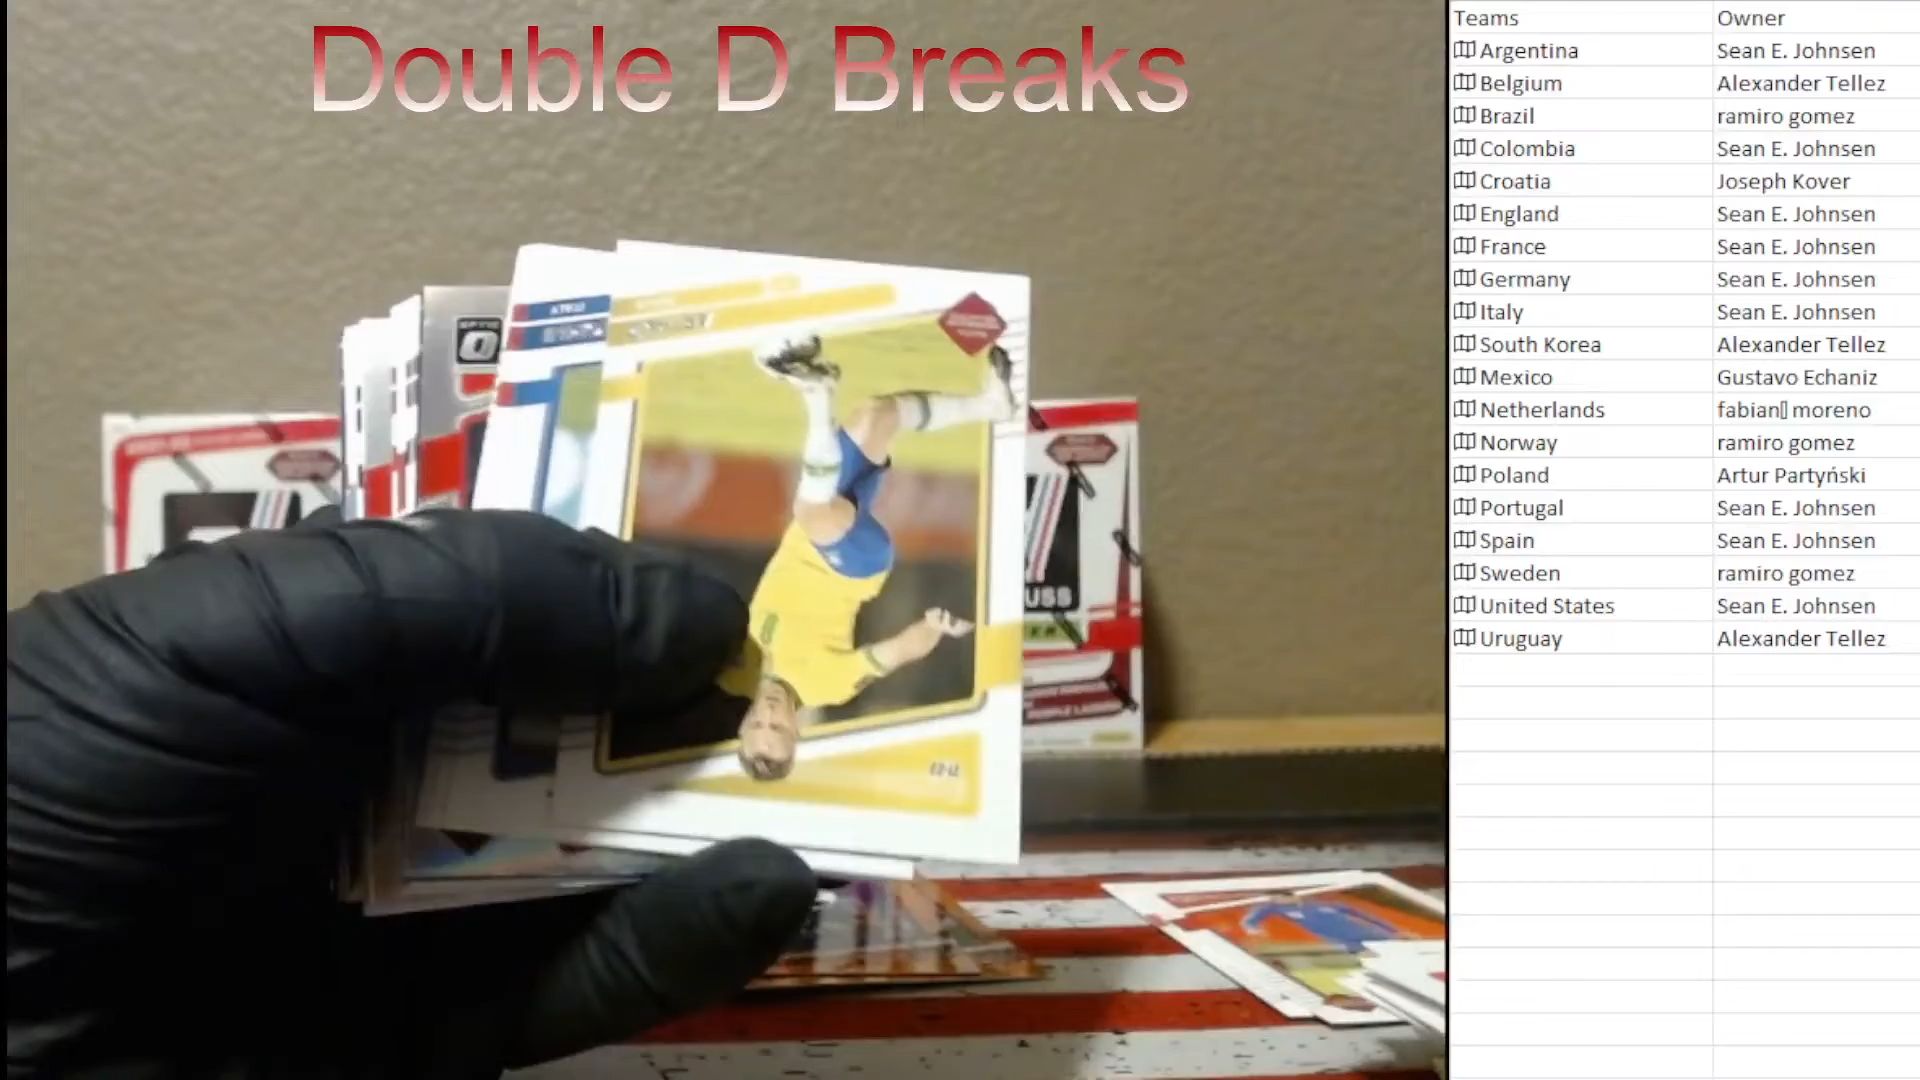 Double D Breaks
Teams Owner
Argentina Sean E. Johnsen
Belgium Alexander Tellez
Brazil ramiro gomez
Colombia Sean E. Johnsen
Croatia Joseph Kover
England Sean E. Johnsen
France Sean E. Johnsen
Germany Sean E. Johnsen
Italy Sean E. Johnsen
South Korea Alexander Tellez
Mexico Gustavo Echaniz
Netherlands fabian▯ moreno
Norway ramiro gomez
Poland Artur Partyński
Portugal Sean E. Johnsen
Spain Sean E. Johnsen
Sweden ramiro gomez
United States Sean E. Johnsen
Uruguay Alexander Tellez
OPTIC
USS